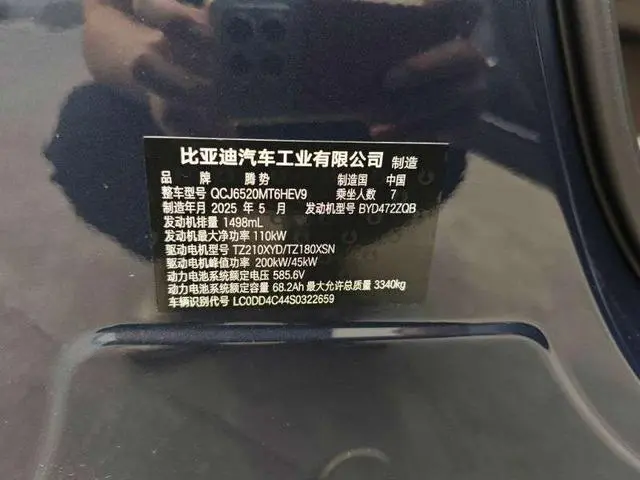 比亚迪汽车工业有限公司 制造
品牌 腾势 制造国 中国
整车型号 QCJ6520MT6HEV9 乘坐人数 7
制造年月 2025 年 5 月 发动机型号 BYD472ZQB
发动机排量 1498mL
发动机最大净功率 110kW
驱动电机型号 TZ210XYD/TZ180XSN
驱动电机峰值功率 200kW/45kW
动力电池系统额定电压 585.6V
动力电池系统额定容量 68.2Ah 最大允许总质量 3340kg
车辆识别代号 LC0DD4C44S0322659